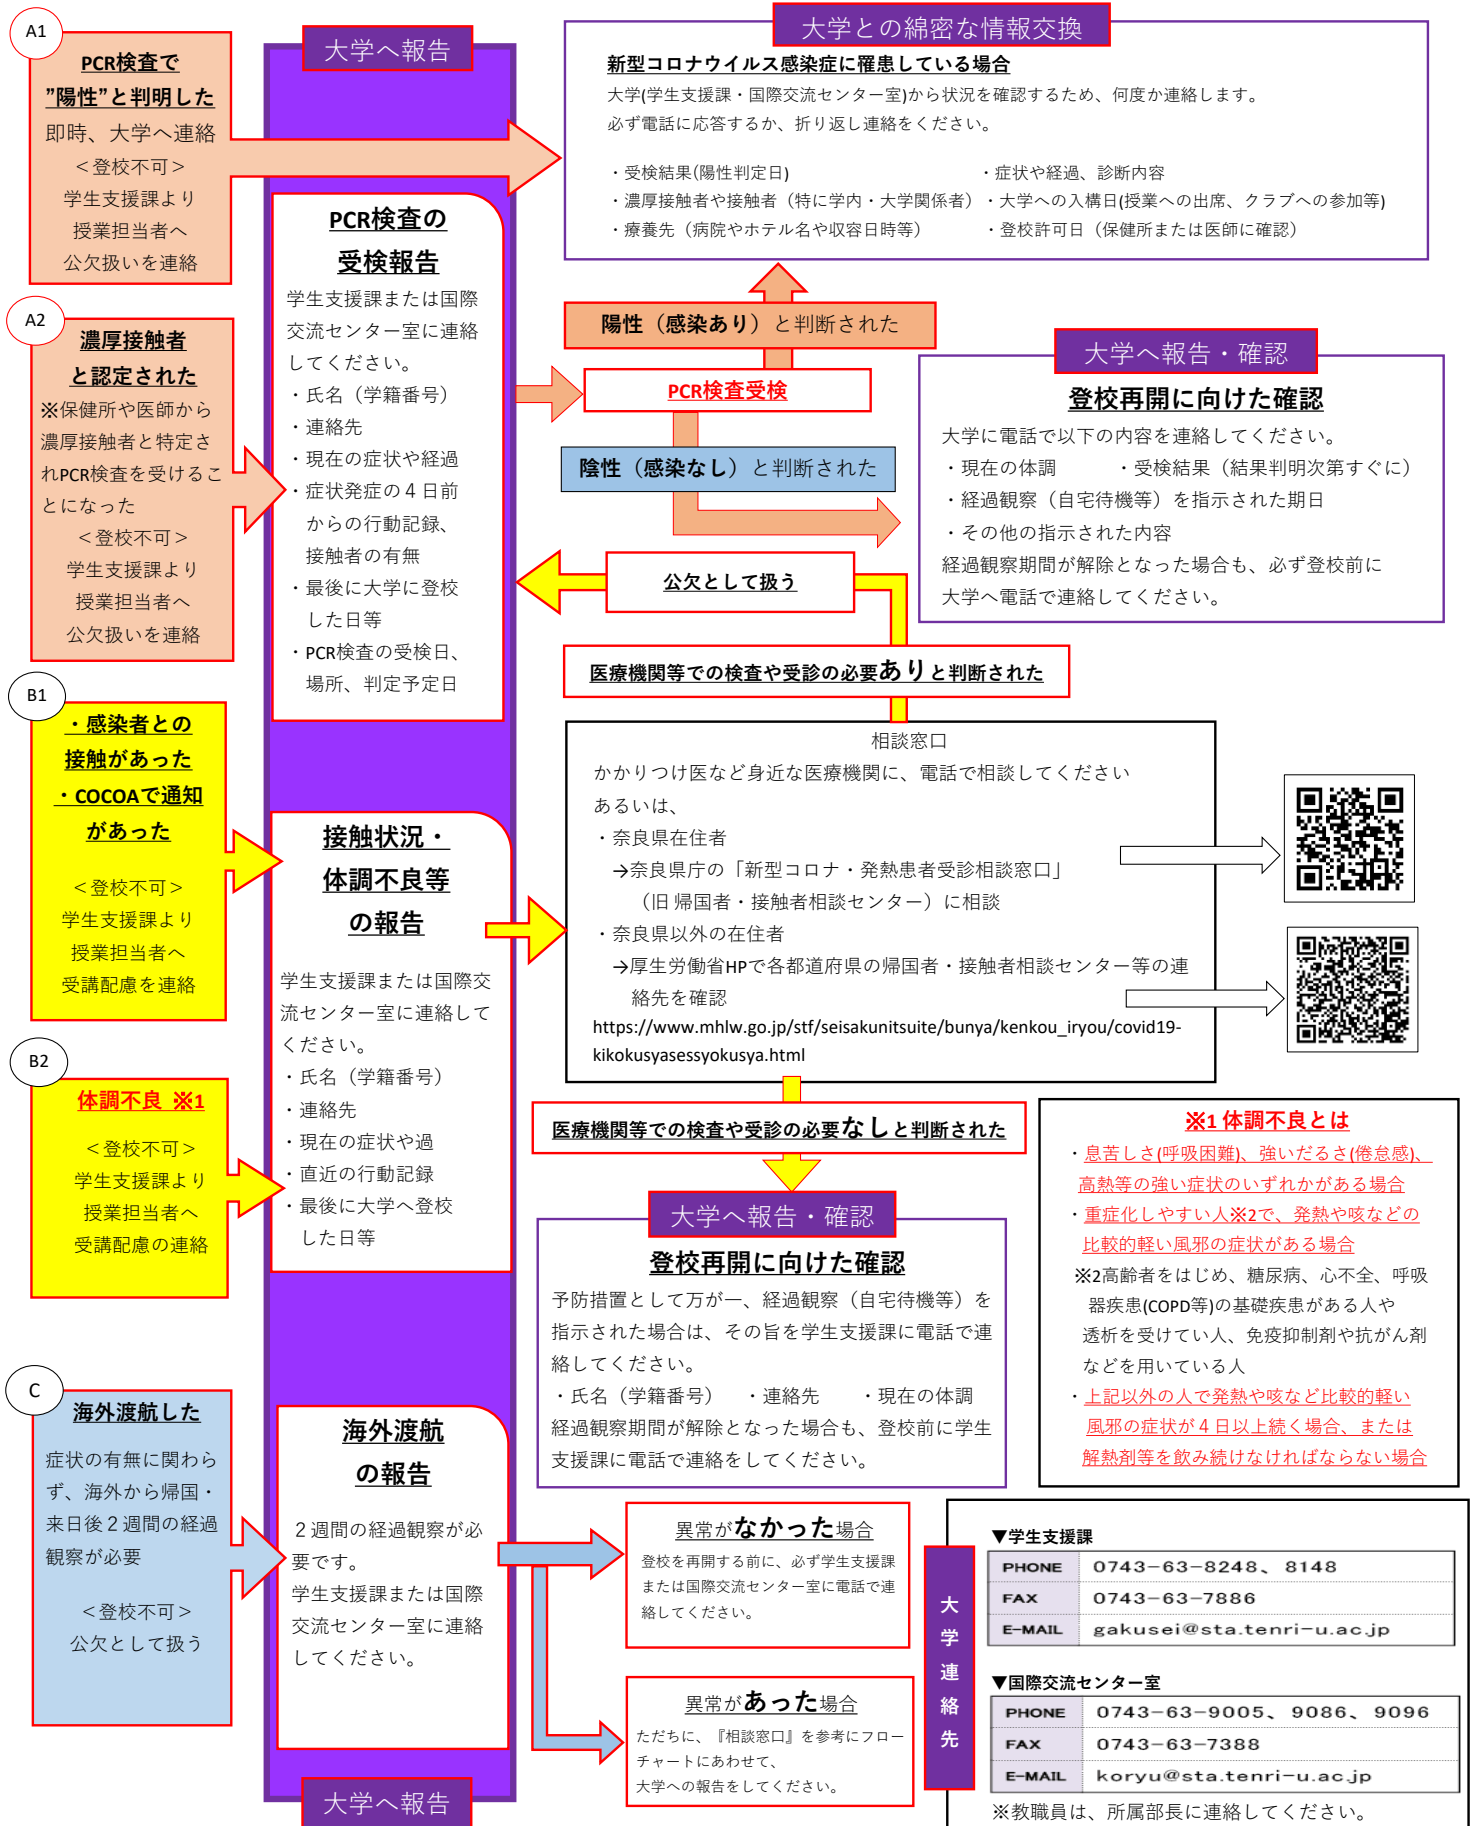 A1
PCR検査で
”陽性”と判明した
即時、大学へ連絡
＜登校不可＞
学生支援課より
授業担当者へ
公欠扱いを連絡
A2
濃厚接触者
と認定された
※保健所や医師から
濃厚接触者と特定さ
れPCR検査を受けるこ
とになった
＜登校不可＞
学生支援課より
授業担当者へ
公欠扱いを連絡
B1
・感染者との
接触があった
・COCOAで通知
があった
＜登校不可＞
学生支援課より
授業担当者へ
受講配慮を連絡
B2
体調不良 ※1
＜登校不可＞
学生支援課より
授業担当者へ
受講配慮の連絡
C
海外渡航した
症状の有無に関わら
ず、海外から帰国・
来日後２週間の経過
観察が必要
＜登校不可＞
公欠として扱う
大学へ報告
PCR検査の
受検報告
学生支援課または国際
交流センター室に連絡
してください。
・氏名（学籍番号）
・連絡先
・現在の症状や経過
・症状発症の４日前
からの行動記録、
接触者の有無
・最後に大学に登校
した日等
・PCR検査の受検日、
場所、判定予定日
接触状況・
体調不良等
の報告
学生支援課または国際交
流センター室に連絡して
ください。
・氏名（学籍番号）
・連絡先
・現在の症状や過
・直近の行動記録
・最後に大学へ登校
した日等
海外渡航
の報告
２週間の経過観察が必
要です。
学生支援課または国際
交流センター室に連絡
してください。
大学へ報告
大学との綿密な情報交換
新型コロナウイルス感染症に罹患している場合
大学(学生支援課・国際交流センター室)から状況を確認するため、何度か連絡します。
必ず電話に応答するか、折り返し連絡をください。
・受検結果(陽性判定日)　・症状や経過、診断内容
・濃厚接触者や接触者（特に学内・大学関係者）・大学への入構日(授業への出席、クラブへの参加等)
・療養先（病院やホテル名や収容日時等）　・登校許可日（保健所または医師に確認）
陽性（感染あり）と判断された
PCR検査受検
陰性（感染なし）と判断された
大学へ報告・確認
登校再開に向けた確認
大学に電話で以下の内容を連絡してください。
・現在の体調　・受検結果（結果判明次第すぐに）
・経過観察（自宅待機等）を指示された期日
・その他の指示された内容
経過観察期間が解除となった場合も、必ず登校前に
大学へ電話で連絡してください。
公欠として扱う
医療機関等での検査や受診の必要ありと判断された
相談窓口
かかりつけ医など身近な医療機関に、電話で相談してください
あるいは、
・奈良県在住者
→奈良県庁の「新型コロナ・発熱患者受診相談窓口」
（旧 帰国者・接触者相談センター）に相談
・奈良県以外の在住者
→厚生労働省HPで各都道府県の帰国者・接触者相談センター等の連
絡先を確認
https://www.mhlw.go.jp/stf/seisakunitsuite/bunya/kenkou_iryou/covid19-
kikokusyasessyokusya.html
医療機関等での検査や受診の必要なしと判断された
大学へ報告・確認
登校再開に向けた確認
予防措置として万が一、経過観察（自宅待機等）を
指示された場合は、その旨を学生支援課に電話で連
絡してください。
・氏名（学籍番号）　・連絡先　・現在の体調
経過観察期間が解除となった場合も、登校前に学生
支援課に電話で連絡をしてください。
※1 体調不良とは
・息苦しさ(呼吸困難)、強いだるさ(倦怠感)、
高熱等の強い症状のいずれかがある場合
・重症化しやすい人※2で、発熱や咳などの
比較的軽い風邪の症状がある場合
※2高齢者をはじめ、糖尿病、心不全、呼吸
器疾患(COPD等)の基礎疾患がある人や
透析を受けてい人、免疫抑制剤や抗がん剤
などを用いている人
・上記以外の人で発熱や咳など比較的軽い
風邪の症状が４日以上続く場合、または
解熱剤等を飲み続けなければならない場合
異常がなかった場合
登校を再開する前に、必ず学生支援課
または国際交流センター室に電話で連
絡してください。
異常があった場合
ただちに、『相談窓口』を参考にフロー
チャートにあわせて、
大学への報告をしてください。
大学連絡先
▼学生支援課
PHONE 0743-63-8248、8148
FAX 0743-63-7886
E-MAIL gakusei@sta.tenri-u.ac.jp
▼国際交流センター室
PHONE 0743-63-9005、9086、9096
FAX 0743-63-7388
E-MAIL koryu@sta.tenri-u.ac.jp
※教職員は、所属部長に連絡してください。